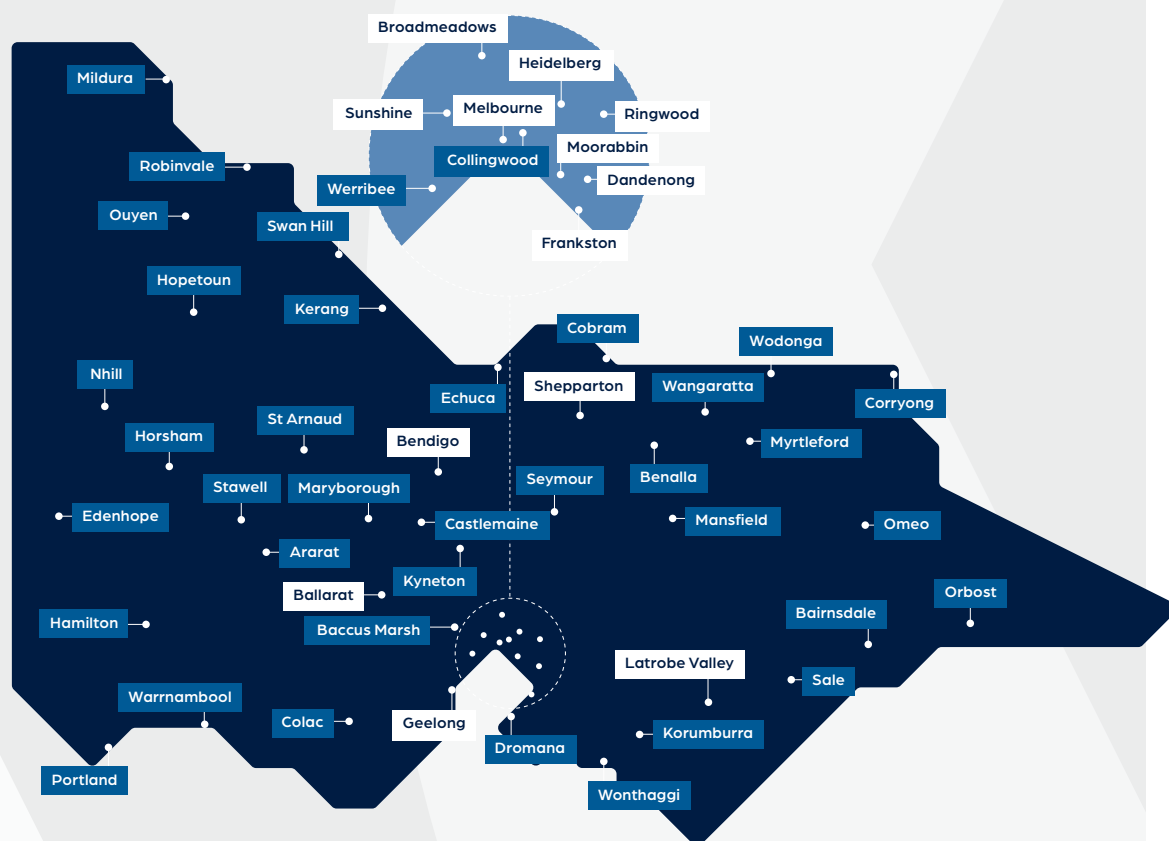 Broadmeadows
Heidelberg
Mildura
Melbourne
Sunshine
Ringwood
Moorabbin
Collingwood
Robinvale
Dandenong
Werribee
Ouyen
Swan Hill
Frankston
Hopetoun
Kerang
Cobram
Wodonga
Nhill
Shepparton
Wangaratta
Echuca
Corryong
St Arnaud
Horsham
Bendigo
Myrtleford
Benalla
Seymour
Stawell
Maryborough
Edenhope
Castlemaine
Mansfield
Omeo
Ararat
Kyneton
Ballarat
Orbost
Bairnsdale
Hamilton
Baccus Marsh
Latrobe Valley
Sale
Warrnambool
Colac
Geelong
Korumburra
Dromana
Portland
Wonthaggi